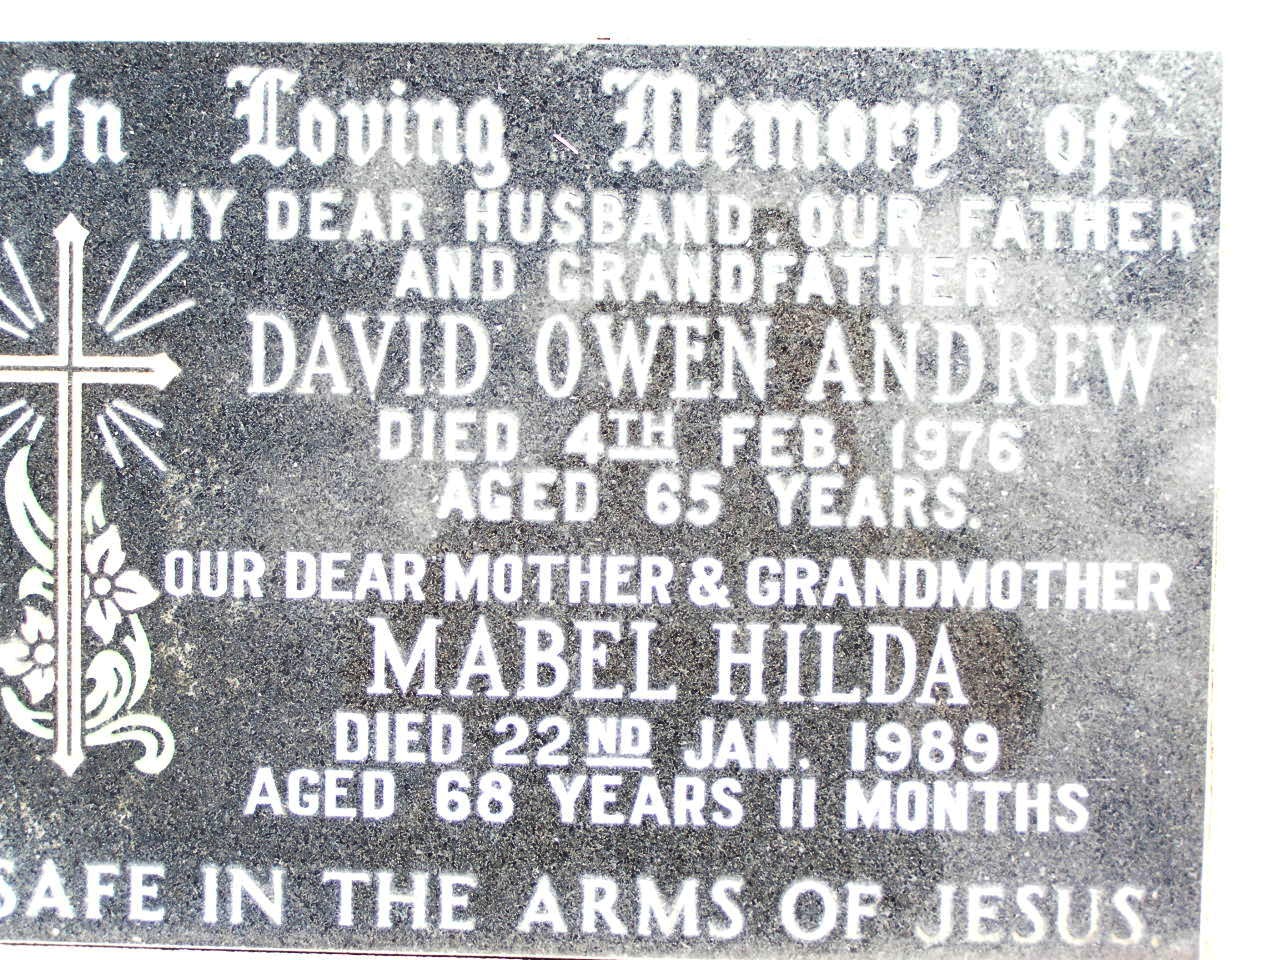 In Loving Memory of
MY DEAR HUSBAND. OUR FATHER
AND GRANDFATHER
DAVID OWEN ANDREW
DIED 4TH FEB. 1976
AGED 65 YEARS.
OUR DEAR MOTHER & GRANDMOTHER
MABEL HILDA
DIED 22ND JAN. 1989
AGED 68 YEARS 11 MONTHS
SAFE IN THE ARMS OF JESUS.